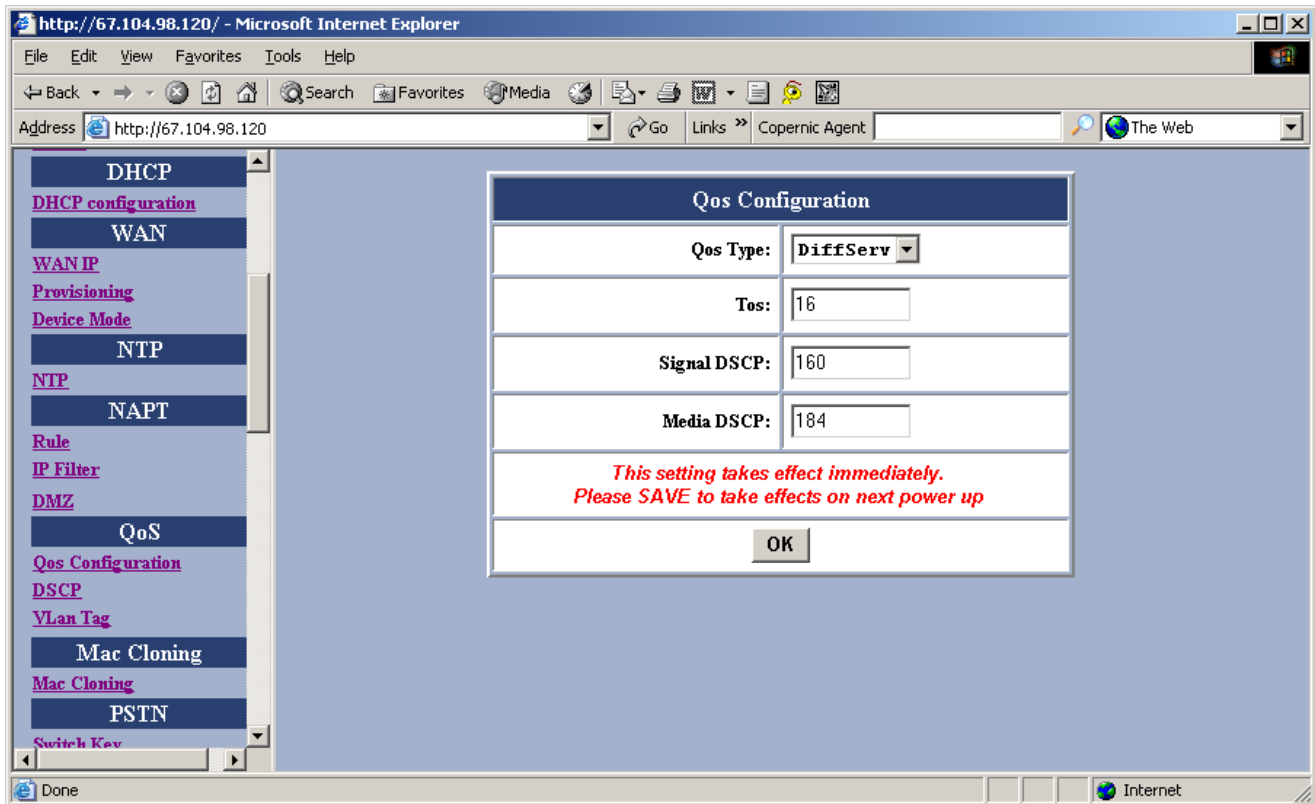 http://67.104.98.120/ - Microsoft Internet Explorer
File Edit View Favorites Tools Help
Back Search Favorites Media
Address http://67.104.98.120 Go Links » Copernic Agent The Web
DHCP
DHCP configuration
WAN
WAN IP
Provisioning
Device Mode
NTP
NTP
NAPT
Rule
IP Filter
DMZ
QoS
Qos Configuration
DSCP
VLan Tag
Mac Cloning
Mac Cloning
PSTN
Switch Key
Qos Configuration
Qos Type: DiffServ
Tos: 16
Signal DSCP: 160
Media DSCP: 184
This setting takes effect immediately.
Please SAVE to take effects on next power up
OK
Done Internet